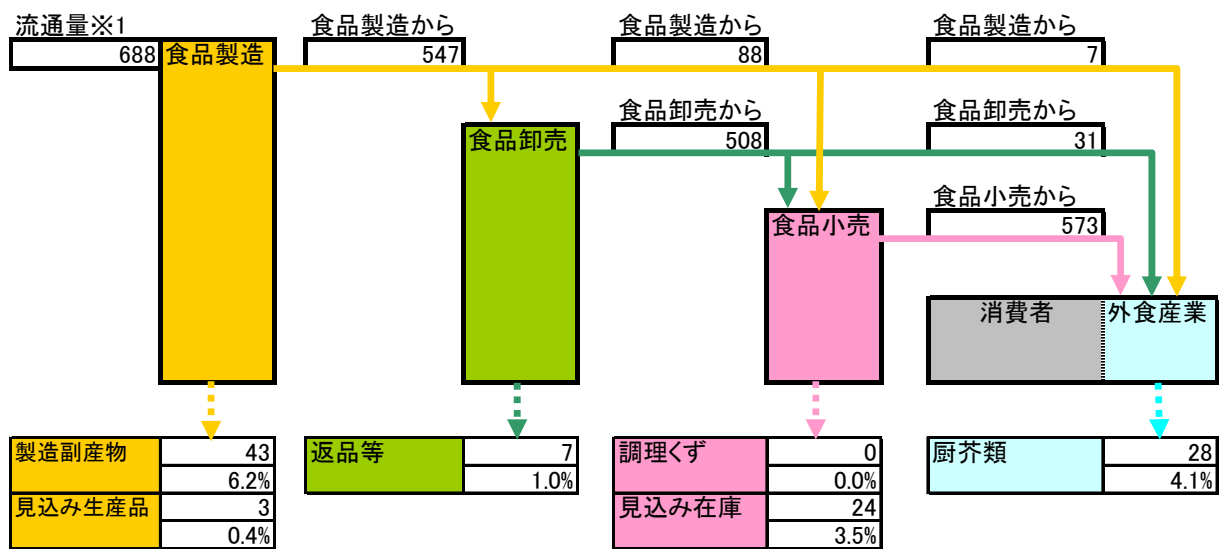 流通量※1
688
食品製造
食品製造から
547
食品製造から
88
食品製造から
7
食品卸売
食品卸売から
508
食品卸売から
31
食品小売
食品小売から
573
消費者
外食産業
製造副産物
43
6.2%
見込み生産品
3
0.4%
返品等
7
1.0%
調理くず
0
0.0%
見込み在庫
24
3.5%
厨芥類
28
4.1%